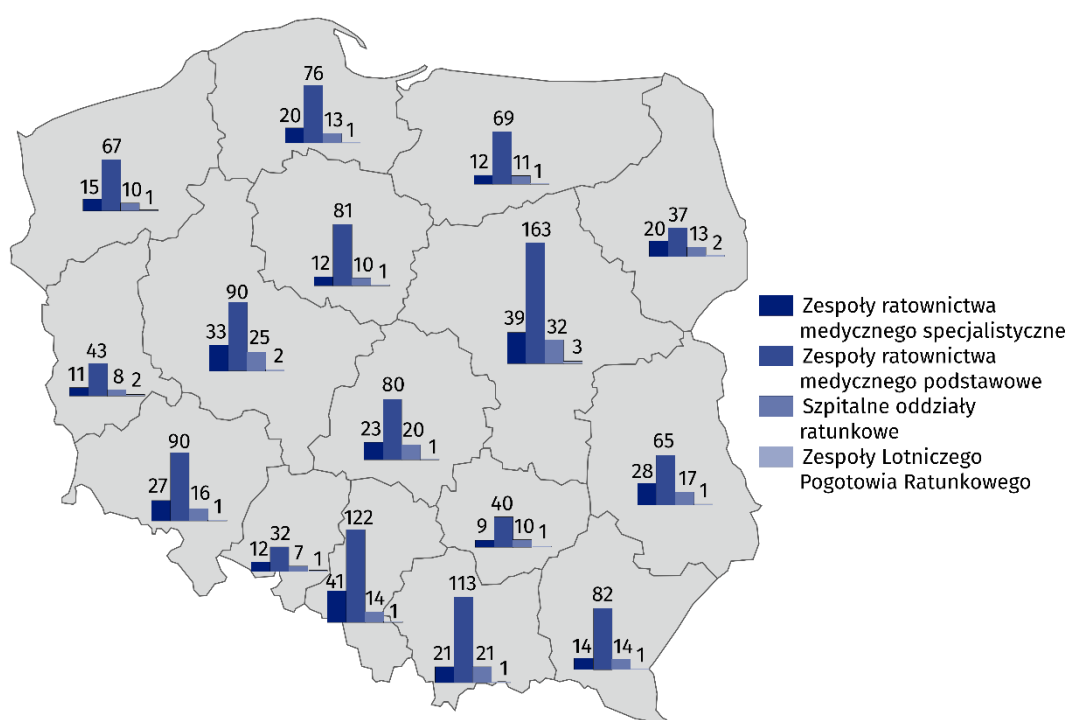 76
20 13 1
69
12 11 1
67
15 10 1
37
20 13 2
81
12 10 1
163
39 32 3
90
33 25 2
43
11 8 2
80
23 20 1
65
28 17 1
90
27 16 1
40
9 10 1
32
12 7 1
122
41 14 1
113
21 21 1
82
14 14 1
Zespoły ratownictwa
medycznego specjalistyczne
Zespoły ratownictwa
medycznego podstawowe
Szpitalne oddziały
ratunkowe
Zespoły Lotniczego
Pogotowia Ratunkowego